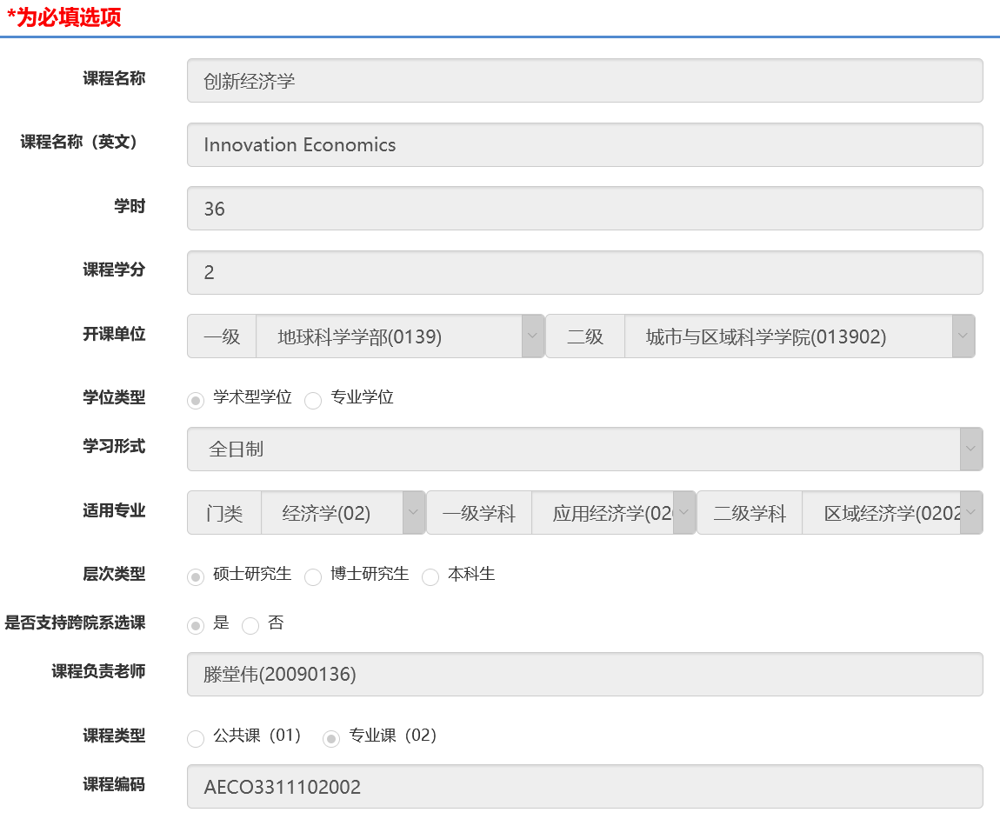 *为必填选项
课程名称 创新经济学
课程名称（英文） Innovation Economics
学时 36
课程学分 2
开课单位 一级 地球科学学部(0139) 二级 城市与区域科学学院(013902)
学位类型 学术型学位 专业学位
学习形式 全日制
适用专业 门类 经济学(02) 一级学科 应用经济学(020 二级学科 区域经济学(0202
层次类型 硕士研究生 博士研究生 本科生
是否支持跨院系选课 是 否
课程负责老师 滕堂伟(20090136)
课程类型 公共课（01） 专业课（02）
课程编码 AECO3311102002